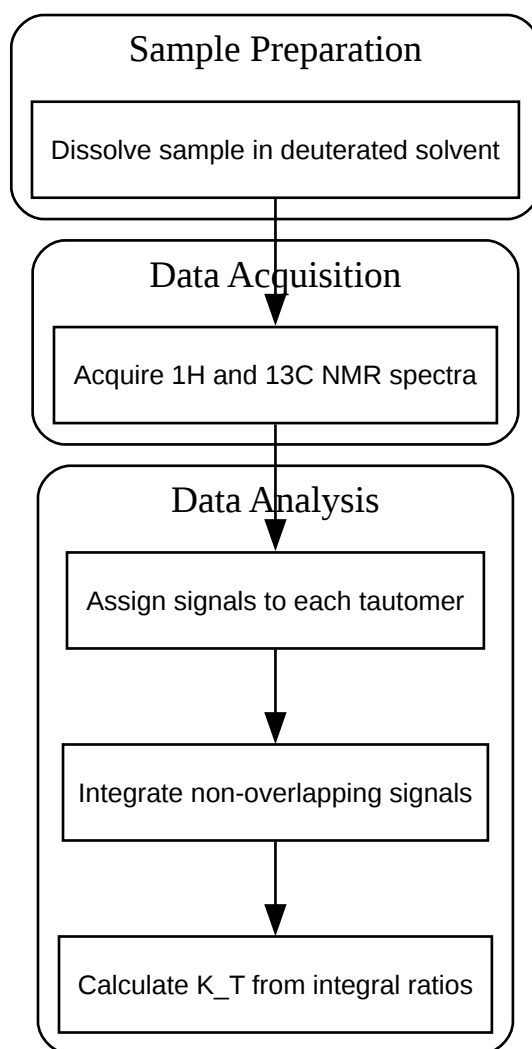 Sample Preparation
Dissolve sample in deuterated solvent
Data Acquisition
Acquire 1H and 13C NMR spectra
Data Analysis
Assign signals to each tautomer
Integrate non-overlapping signals
Calculate K_T from integral ratios